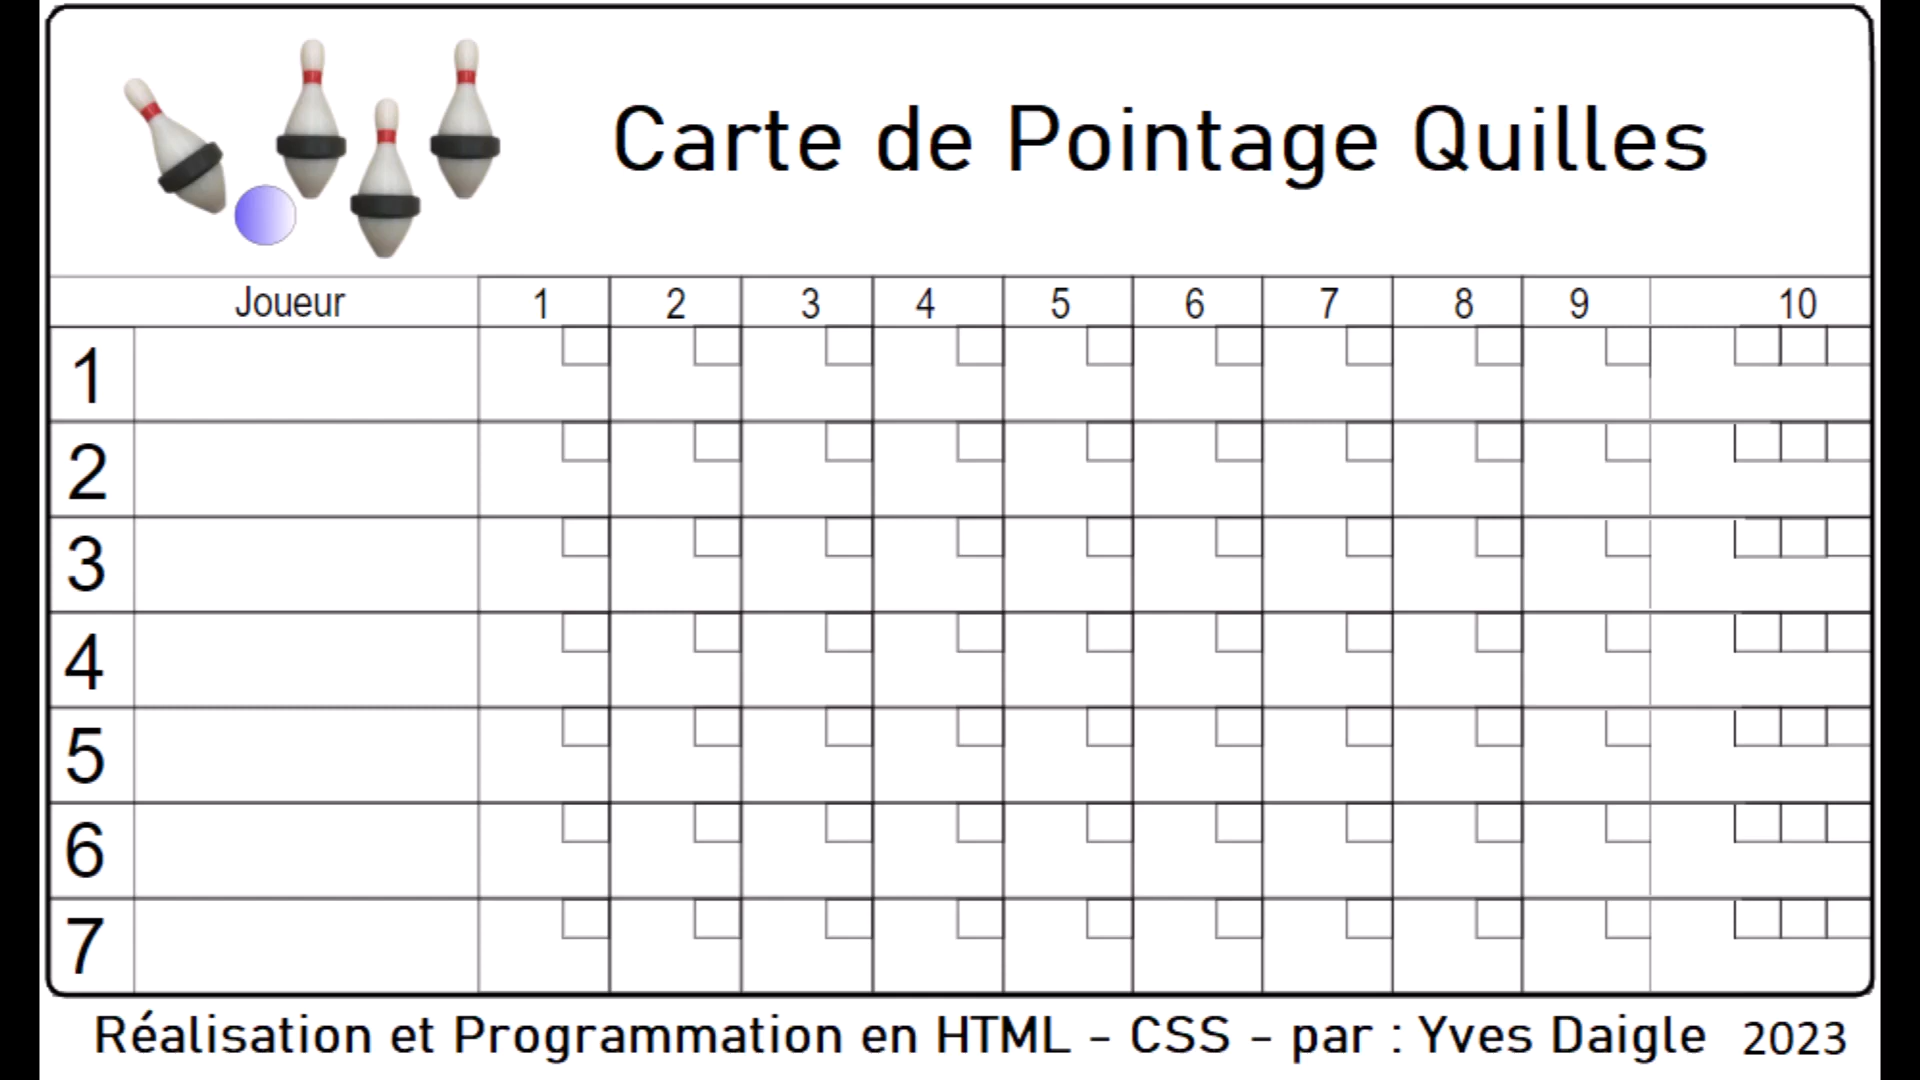 Carte de Pointage Quilles
Joueur 1 2 3 4 5 6 7 8 9 10
1
2
3
4
5
6
7
Réalisation et Programmation en HTML - CSS - par : Yves Daigle 2023